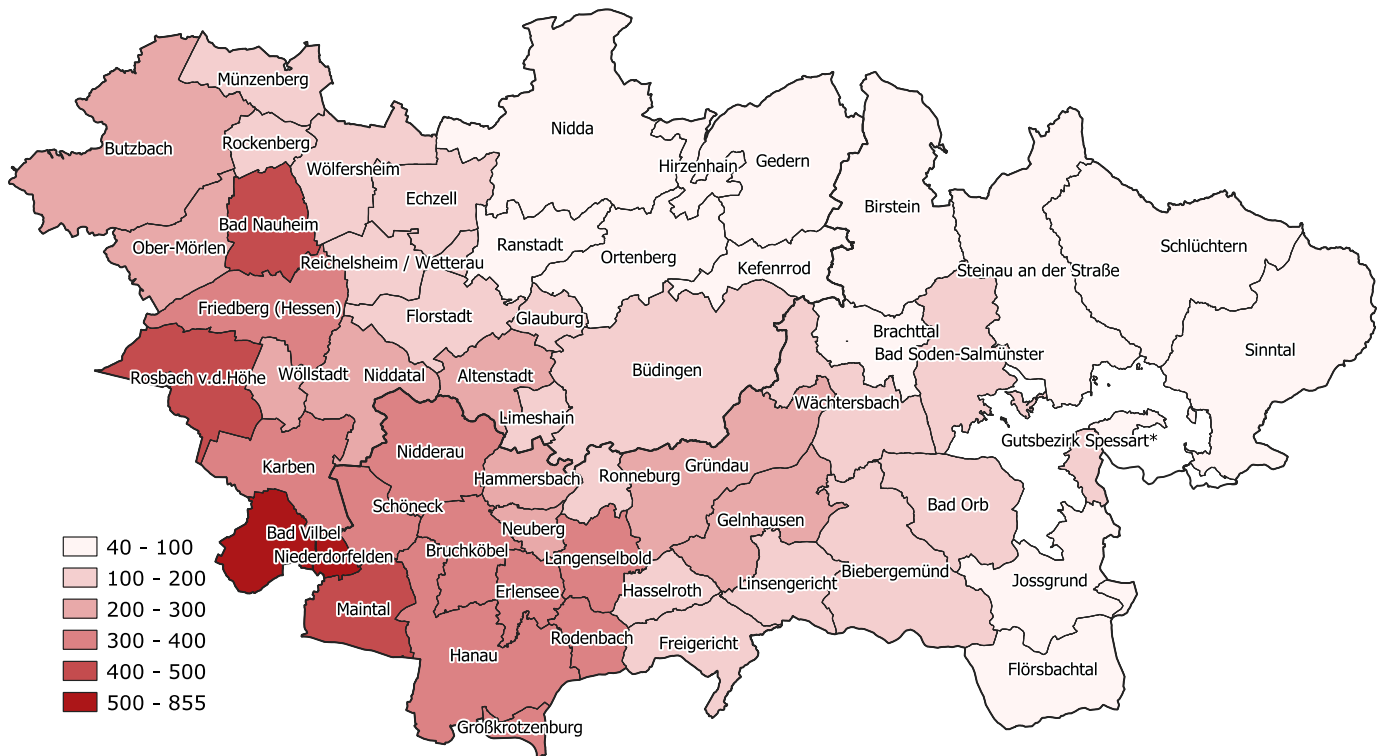 Münzenberg
Butzbach
Rockenberg
Nidda
Hirzenhain
Gedern
Wölfersheim
Echzell
Birstein
Bad Nauheim
Ober-Mörlen
Reichelsheim / Wetterau
Ranstadt
Ortenberg
Kefenrrod
Schlüchtern
Steinau an der Straße
Friedberg (Hessen)
Florstadt
Glauburg
Brachttal
Bad Soden-Salmünster
Sinntal
Rosbach v.d.Höhe
Wöllstadt
Niddatal
Altenstadt
Büdingen
Limeshain
Wächtersbach
Gutsbezirk Spessart*
Karben
Nidderau
Hammersbach
Ronneburg
Gründau
Schöneck
Bad Orb
Bad Vilbel
Neuberg
Gelnhausen
Niederdorfelden
Bruchköbel
Langenselbold
Erlensee
Hasselroth
Linsengericht
Biebergemünd
Jossgrund
Maintal
Rodenbach
Freigericht
Hanau
Flörsbachtal
Großkrotzenburg
40 - 100
100 - 200
200 - 300
300 - 400
400 - 500
500 - 855